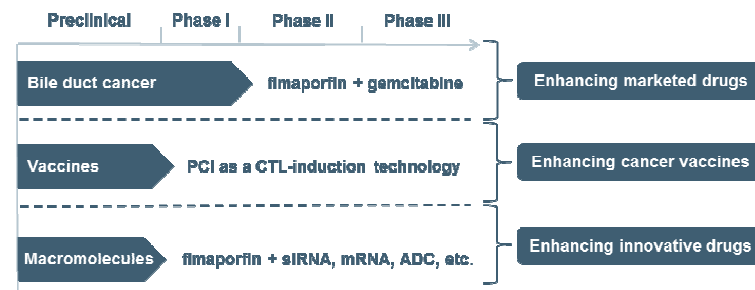 Preclinical Phase I Phase II Phase III
Bile duct cancer fimaporfin + gemcitabine Enhancing marketed drugs
Vaccines PCI as a CTL-induction technology Enhancing cancer vaccines
Macromolecules fimaporfin + siRNA, mRNA, ADC, etc. Enhancing innovative drugs